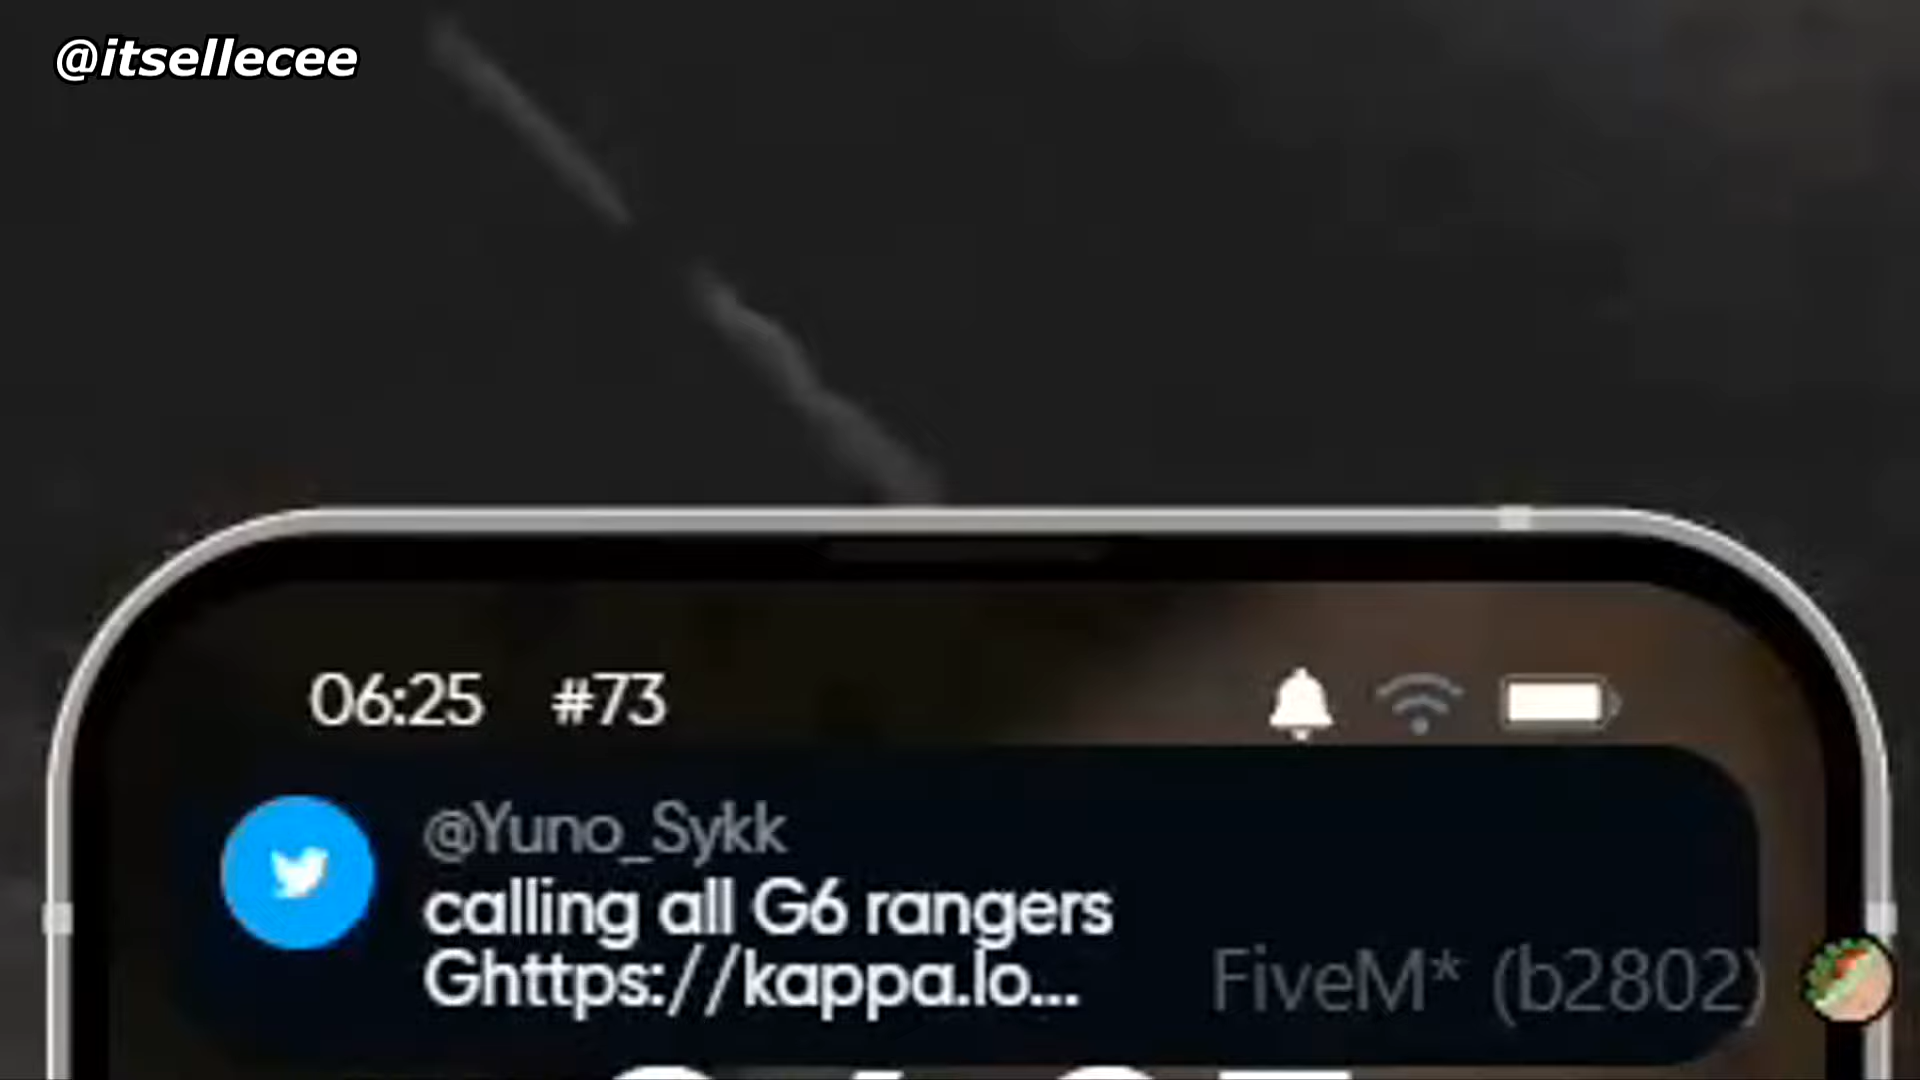 @itsellecee
06:25 #73
@Yuno_Sykk
calling all G6 rangers
Ghttps://kappa.lo...
FiveM* (b2802)